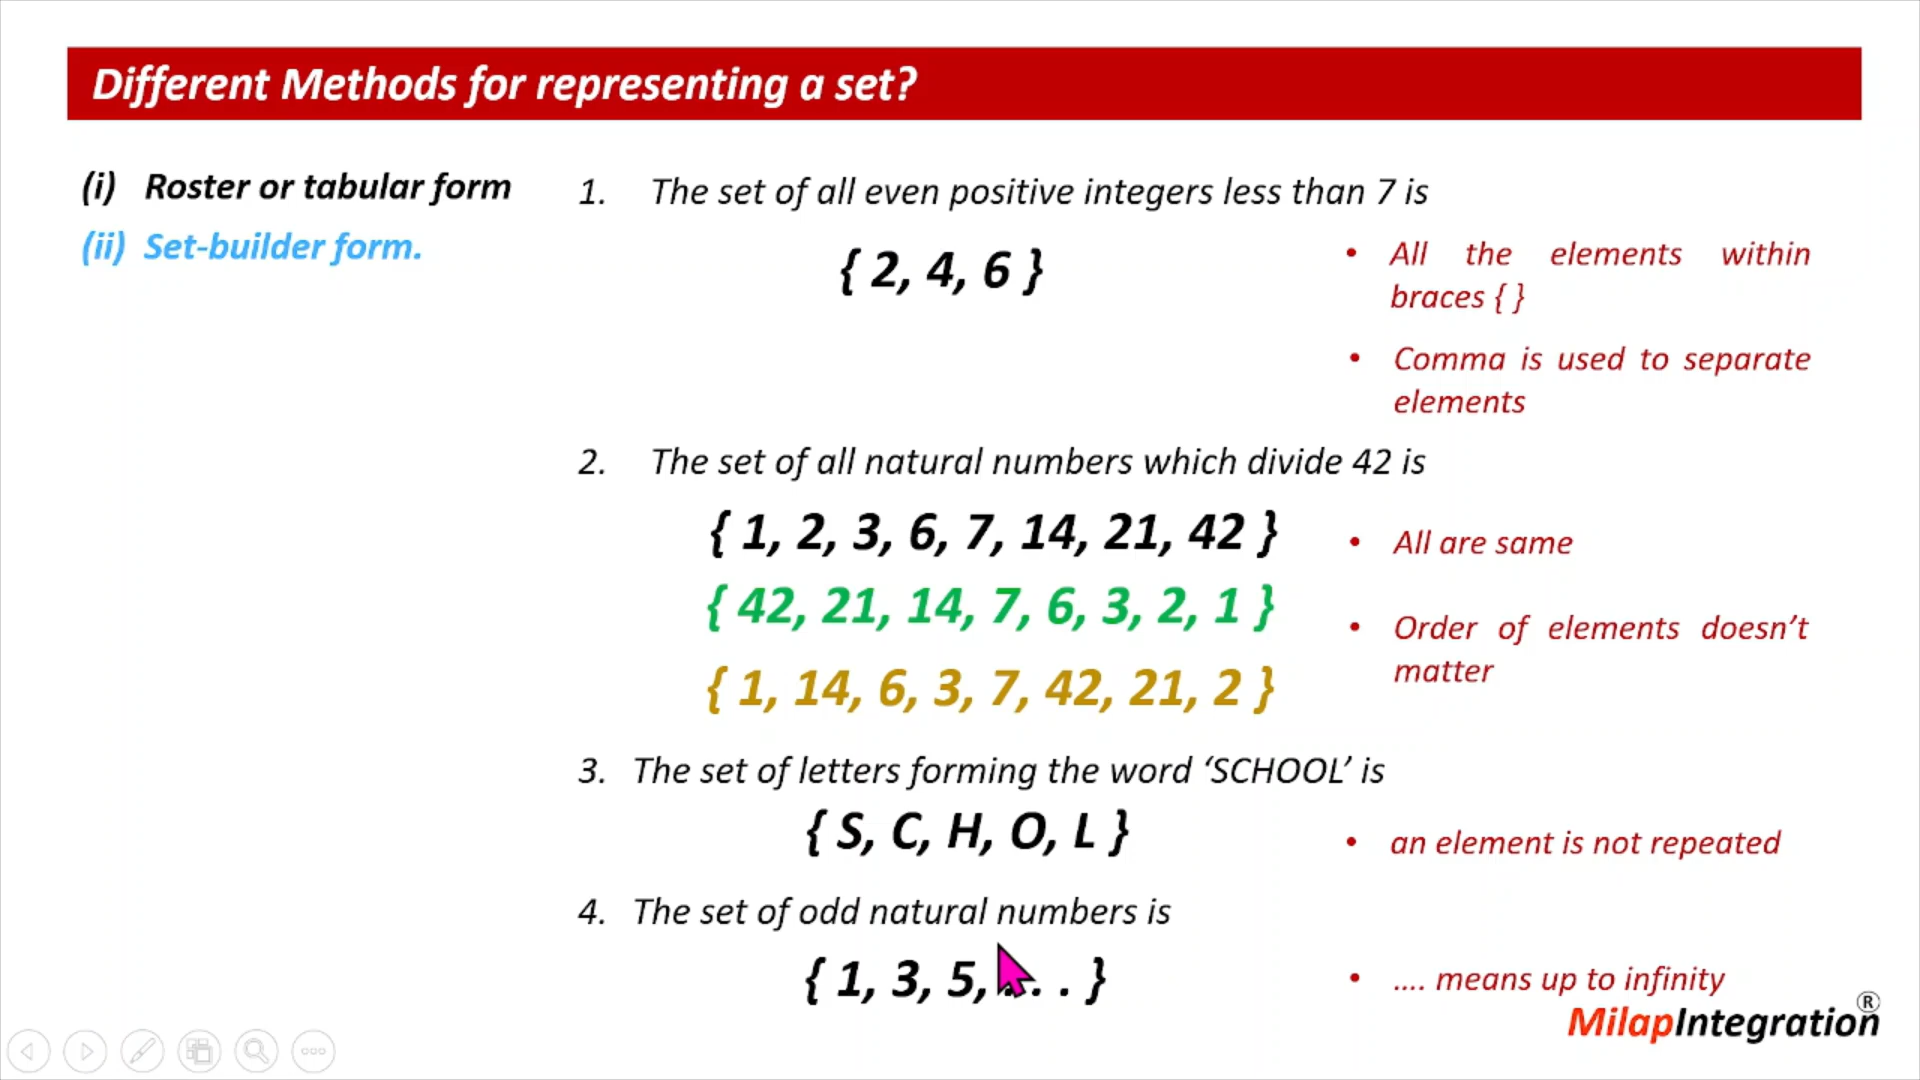 Different Methods for representing a set?
(i) Roster or tabular form
(ii) Set-builder form.
1. The set of all even positive integers less than 7 is
{ 2, 4, 6 }
• All the elements within
braces { }
• Comma is used to separate
elements
2. The set of all natural numbers which divide 42 is
{ 1, 2, 3, 6, 7, 14, 21, 42 }
• All are same
{ 42, 21, 14, 7, 6, 3, 2, 1 }
• Order of elements doesn’t
matter
{ 1, 14, 6, 3, 7, 42, 21, 2 }
3. The set of letters forming the word ‘SCHOOL’ is
{ S, C, H, O, L }
• an element is not repeated
4. The set of odd natural numbers is
{ 1, 3, 5, . . . }
• .... means up to infinity
MilapIntegration®